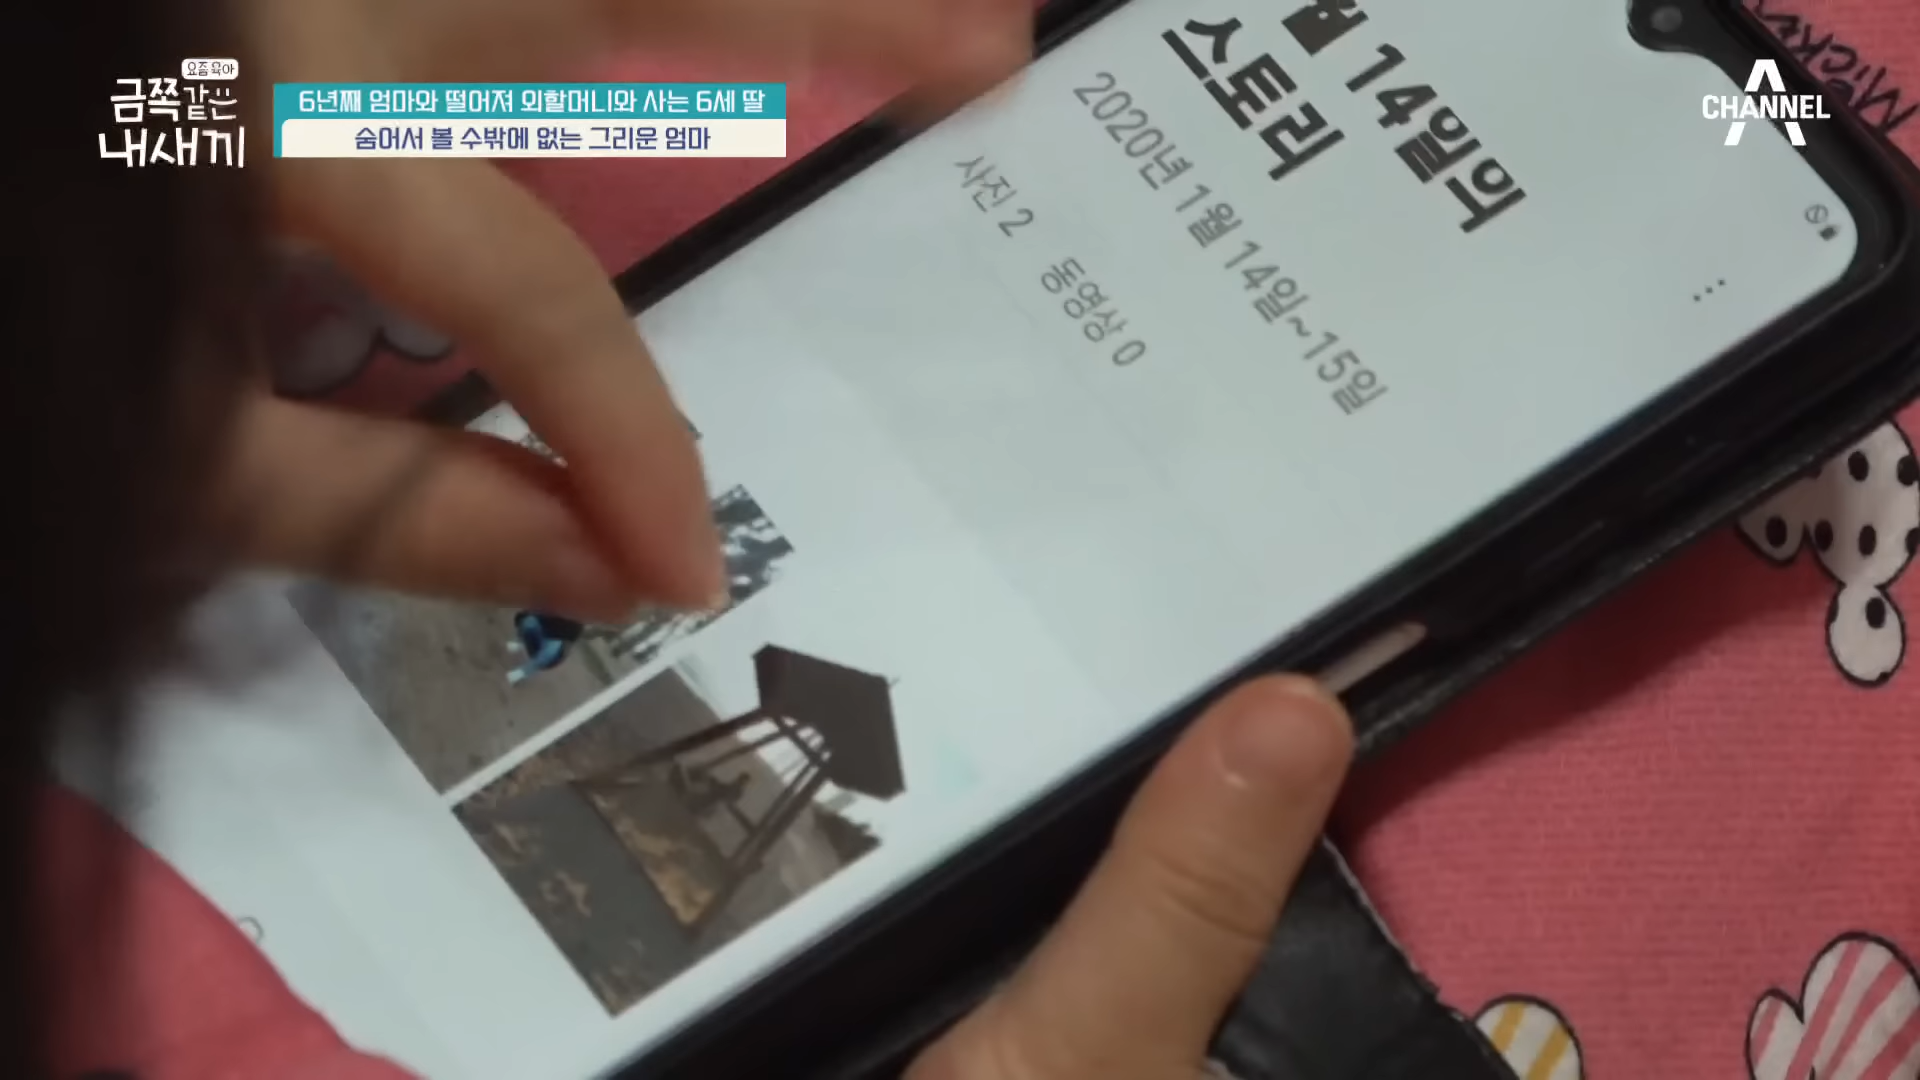 요즘 육아
금쪽같은
내새끼
6년째 엄마와 떨어져 외할머니와 사는 6세 딸
숨어서 볼 수밖에 없는 그리운 엄마
CHANNEL A
Mickey
월 14일의
스토리
2020년 1월 14일~15일
사진 2 동영상 0